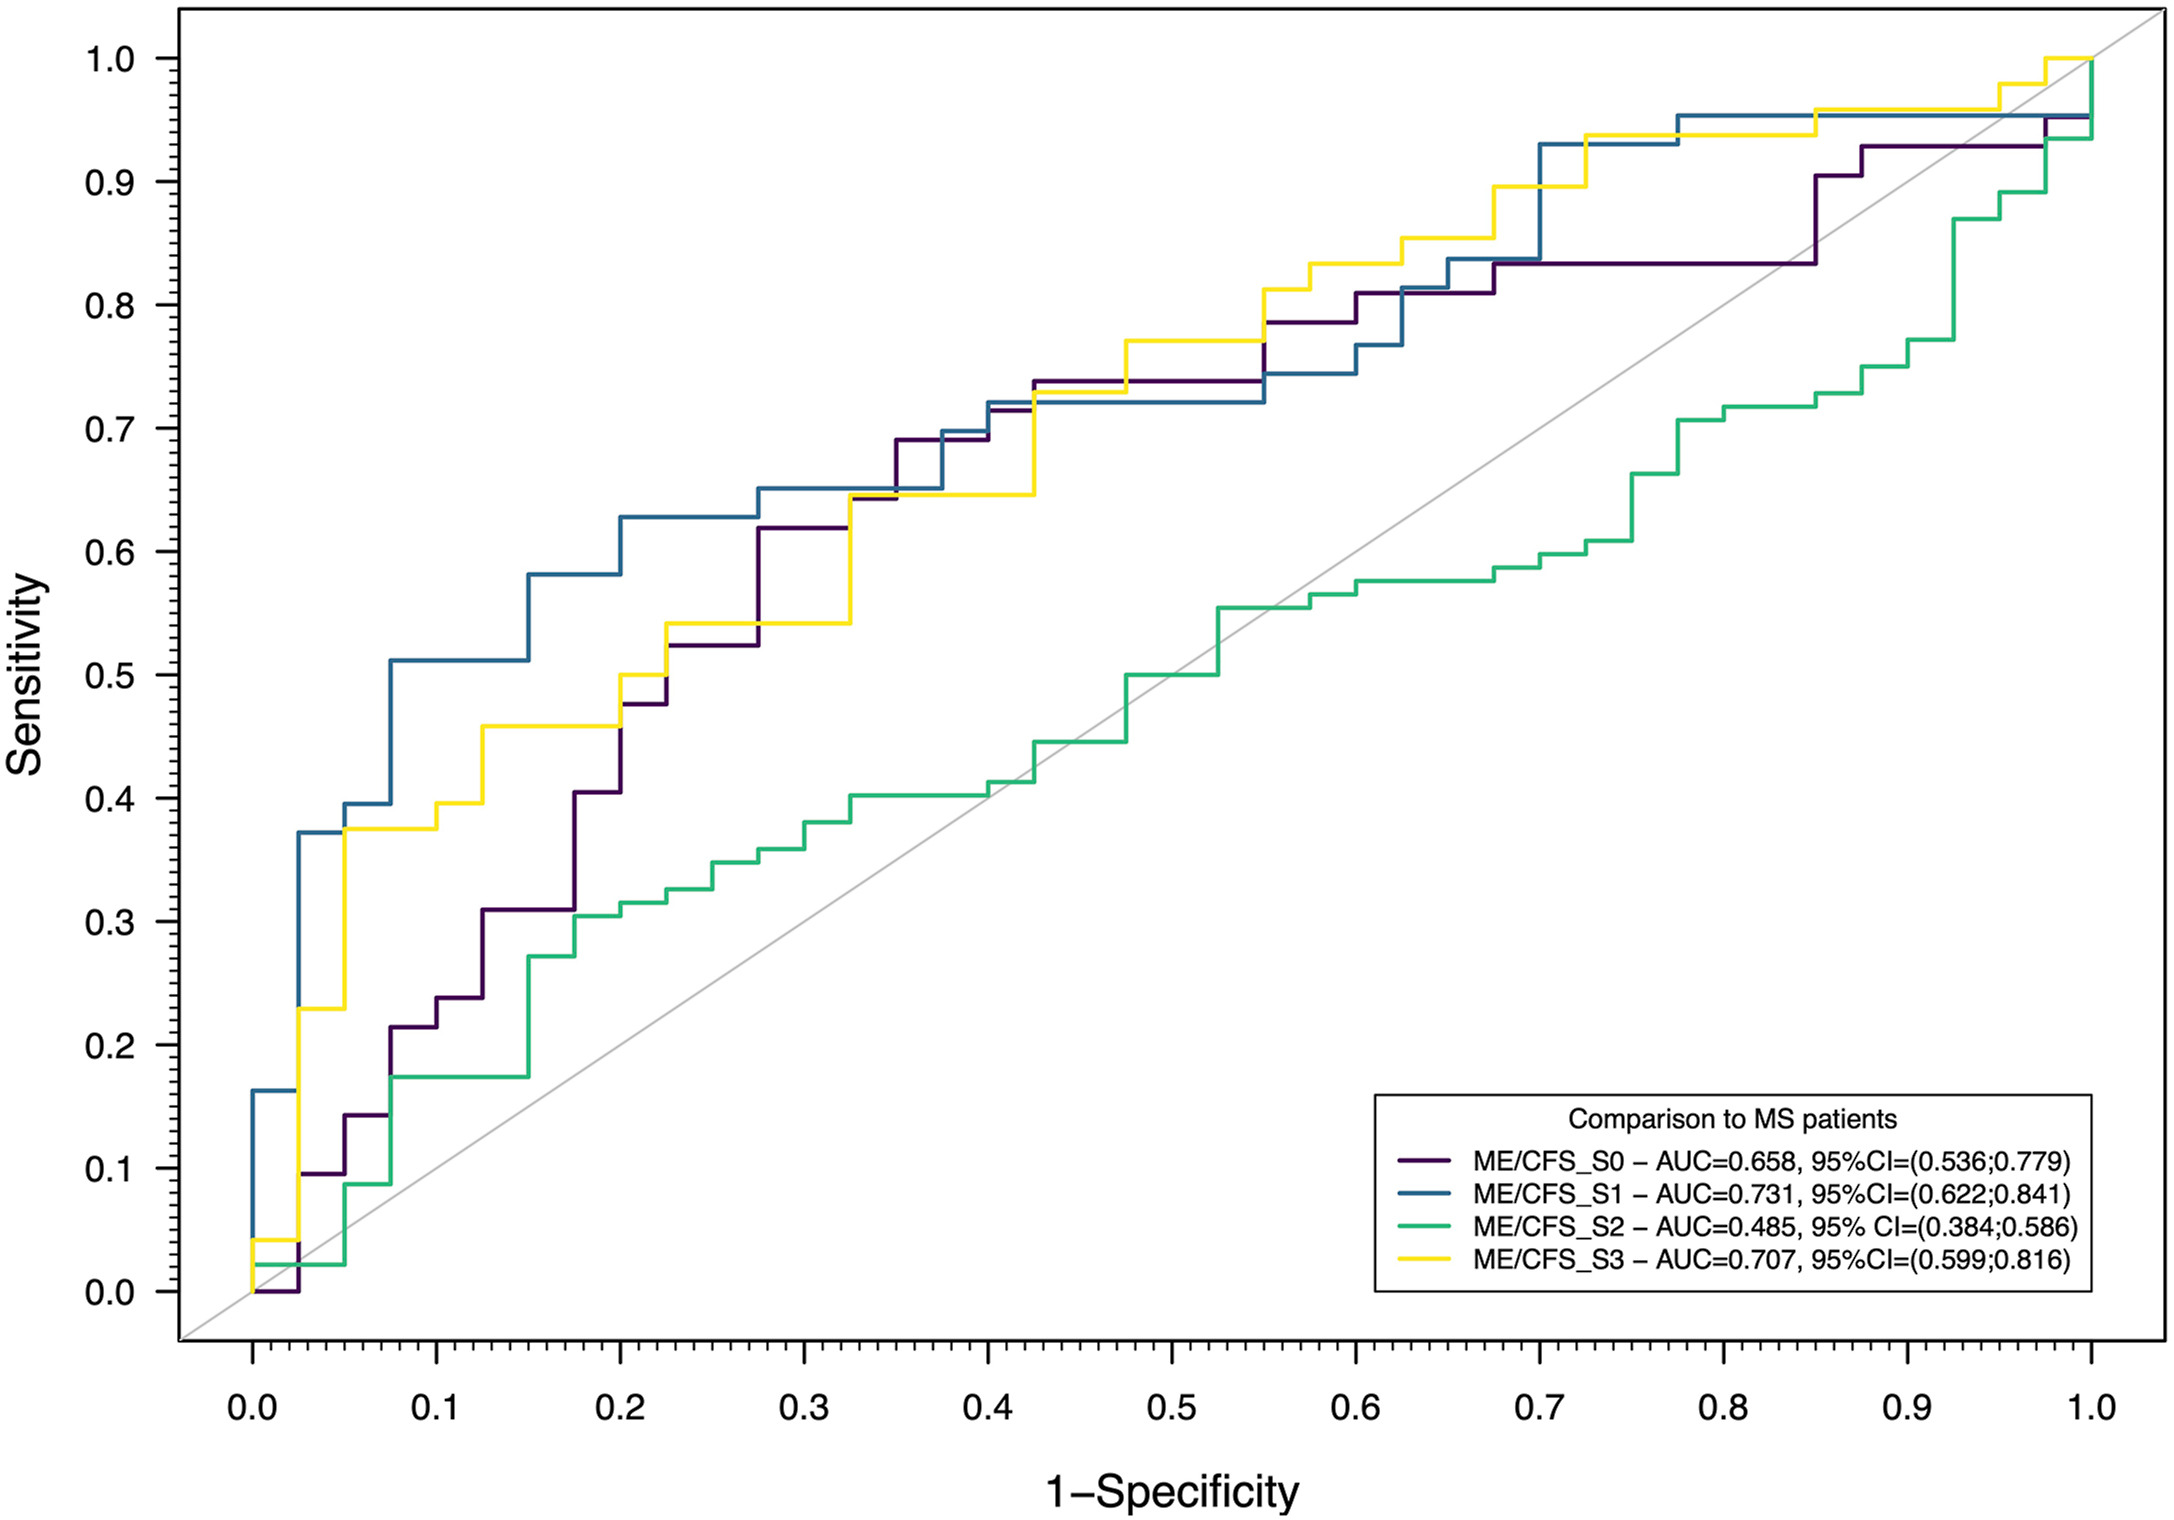 Sensitivity
1.0
0.9
0.8
0.7
0.6
0.5
0.4
0.3
0.2
0.1
0.0
Comparison to MS patients
ME/CFS_S0 – AUC=0.658, 95%CI=(0.536;0.779)
ME/CFS_S1 – AUC=0.731, 95%CI=(0.622;0.841)
ME/CFS_S2 – AUC=0.485, 95% CI=(0.384;0.586)
ME/CFS_S3 – AUC=0.707, 95%CI=(0.599;0.816)
0.0 0.1 0.2 0.3 0.4 0.5 0.6 0.7 0.8 0.9 1.0
1–Specificity